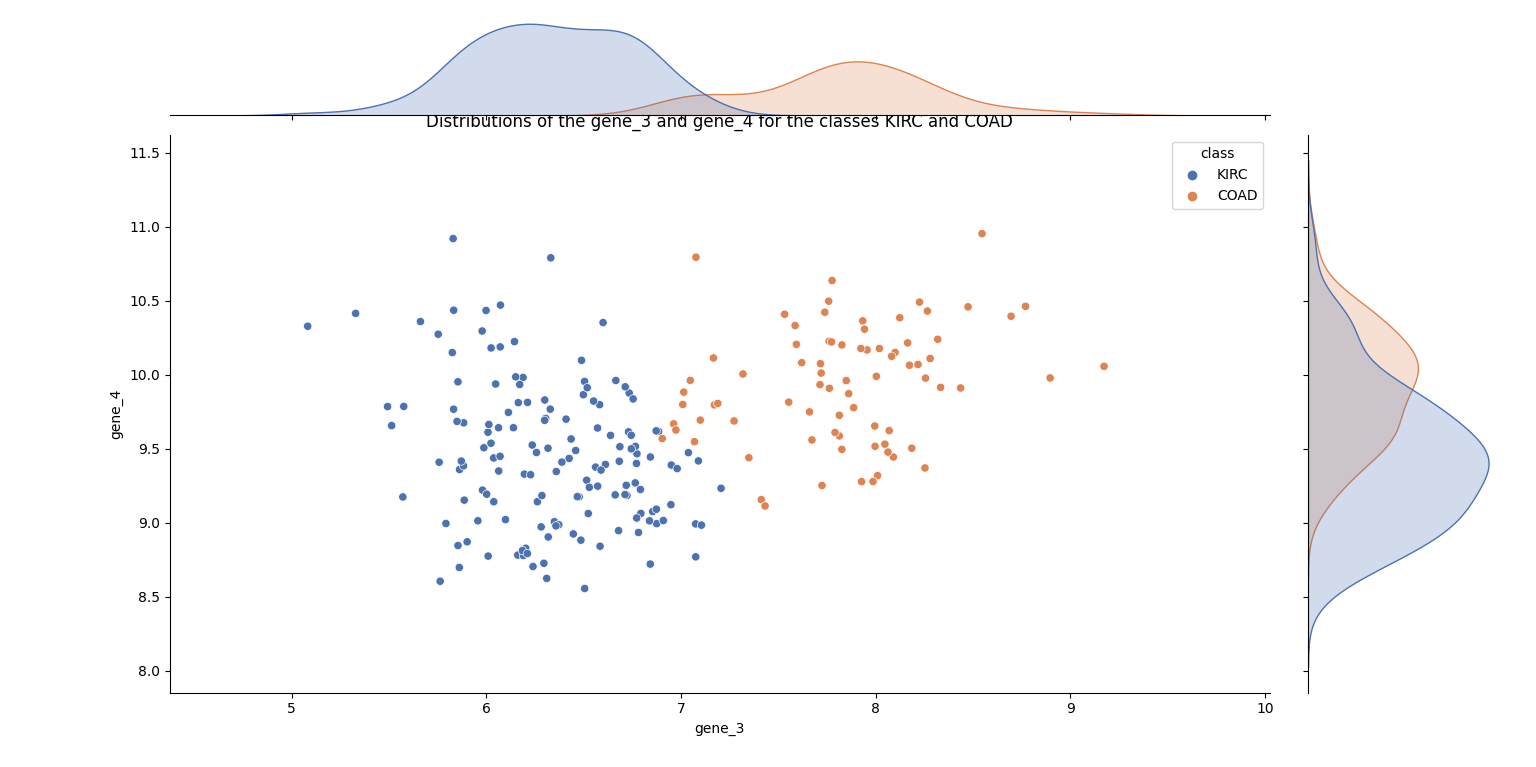 Distributions of the gene_3 and gene_4 for the classes KIRC and COAD
class
KIRC
COAD
11.5
11.0
10.5
10.0
9.5
9.0
8.5
8.0
gene_4
5 6 7 8 9 10
gene_3